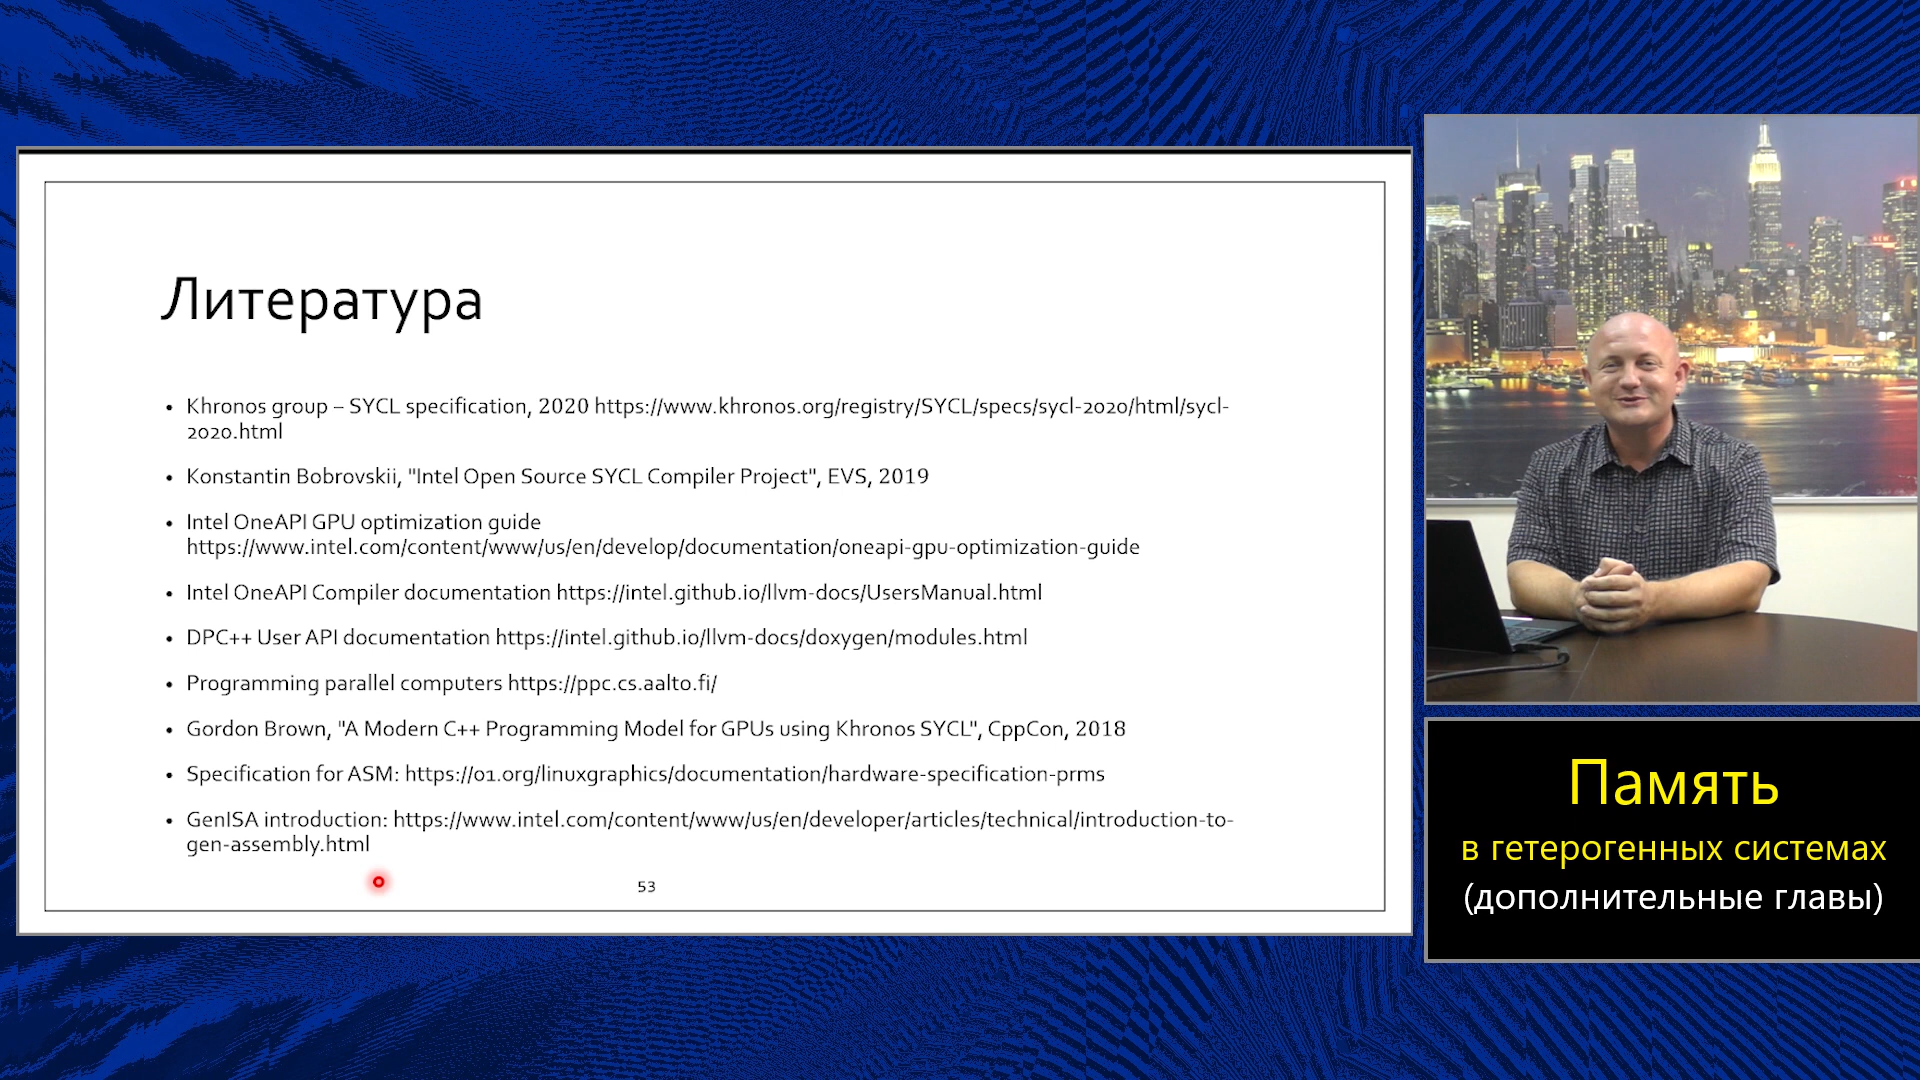 Литература
• Khronos group – SYCL specification, 2020 https://www.khronos.org/registry/SYCL/specs/sycl-2020/html/sycl-
2020.html
• Konstantin Bobrovskii, "Intel Open Source SYCL Compiler Project", EVS, 2019
• Intel OneAPI GPU optimization guide
https://www.intel.com/content/www/us/en/develop/documentation/oneapi-gpu-optimization-guide
• Intel OneAPI Compiler documentation https://intel.github.io/llvm-docs/UsersManual.html
• DPC++ User API documentation https://intel.github.io/llvm-docs/doxygen/modules.html
• Programming parallel computers https://ppc.cs.aalto.fi/
• Gordon Brown, "A Modern C++ Programming Model for GPUs using Khronos SYCL", CppCon, 2018
• Specification for ASM: https://01.org/linuxgraphics/documentation/hardware-specification-prms
• GenISA introduction: https://www.intel.com/content/www/us/en/developer/articles/technical/introduction-to-
gen-assembly.html
53
Память
в гетерогенных системах
(дополнительные главы)